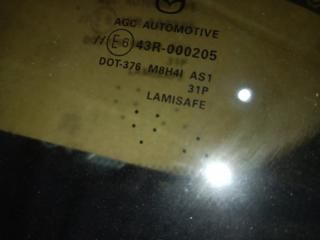 AGC AUTOMOTIVE
//E6 43R-000205
DOT-376 M8H4I AS1
31P
LAMISAFE